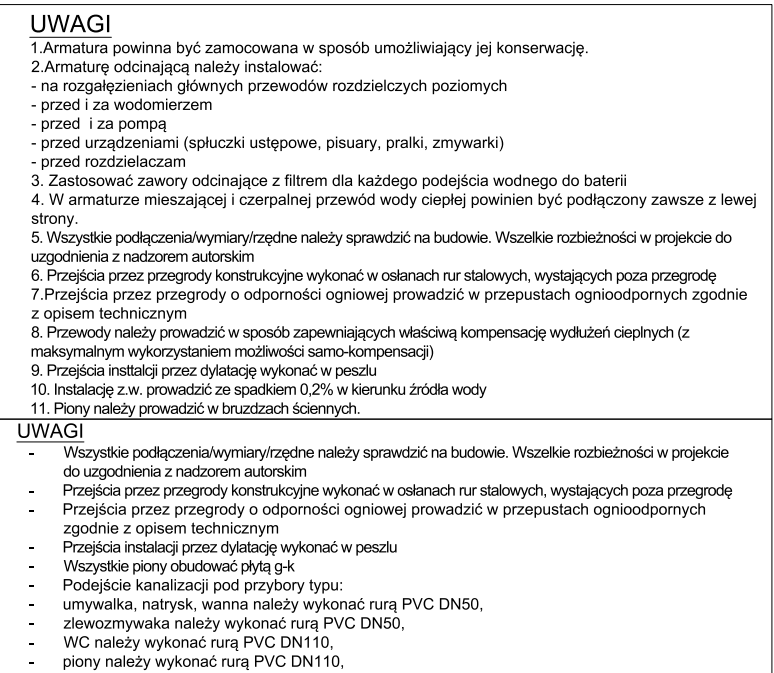 UWAGI
1.Armatura powinna być zamocowana w sposób umożliwiający jej konserwację.
2.Armaturę odcinającą należy instalować:
- na rozgałęzieniach głównych przewodów rozdzielczych poziomych
- przed i za wodomierzem
- przed i za pompą
- przed urządzeniami (spłuczki ustępowe, pisuary, pralki, zmywarki)
- przed rozdzielaczam
3. Zastosować zawory odcinające z filtrem dla każdego podejścia wodnego do baterii
4. W armaturze mieszającej i czerpalnej przewód wody ciepłej powinien być podłączony zawsze z lewej
strony.
5. Wszystkie podłączenia/wymiary/rzędne należy sprawdzić na budowie. Wszelkie rozbieżności w projekcie do
uzgodnienia z nadzorem autorskim
6. Przejścia przez przegrody konstrukcyjne wykonać w osłanach rur stalowych, wystających poza przegrodę
7.Przejścia przez przegrody o odporności ogniowej prowadzić w przepustach ognioodpornych zgodnie
z opisem technicznym
8. Przewody należy prowadzić w sposób zapewniających właściwą kompensację wydłużeń cieplnych (z
maksymalnym wykorzystaniem możliwości samo-kompensacji)
9. Przejścia insttalcji przez dylatację wykonać w peszlu
10. Instalację z.w. prowadzić ze spadkiem 0,2% w kierunku źródła wody
11. Piony należy prowadzić w bruzdzach ściennych.
UWAGI
- Wszystkie podłączenia/wymiary/rzędne należy sprawdzić na budowie. Wszelkie rozbieżności w projekcie
do uzgodnienia z nadzorem autorskim
- Przejścia przez przegrody konstrukcyjne wykonać w osłanach rur stalowych, wystających poza przegrodę
- Przejścia przez przegrody o odporności ogniowej prowadzić w przepustach ognioodpornych
zgodnie z opisem technicznym
- Przejścia instalacji przez dylatację wykonać w peszlu
- Wszystkie piony obudować płytą g-k
- Podejście kanalizacji pod przybory typu:
- umywalka, natrysk, wanna należy wykonać rurą PVC DN50,
- zlewozmywaka należy wykonać rurą PVC DN50,
- WC należy wykonać rurą PVC DN110,
- piony należy wykonać rurą PVC DN110,